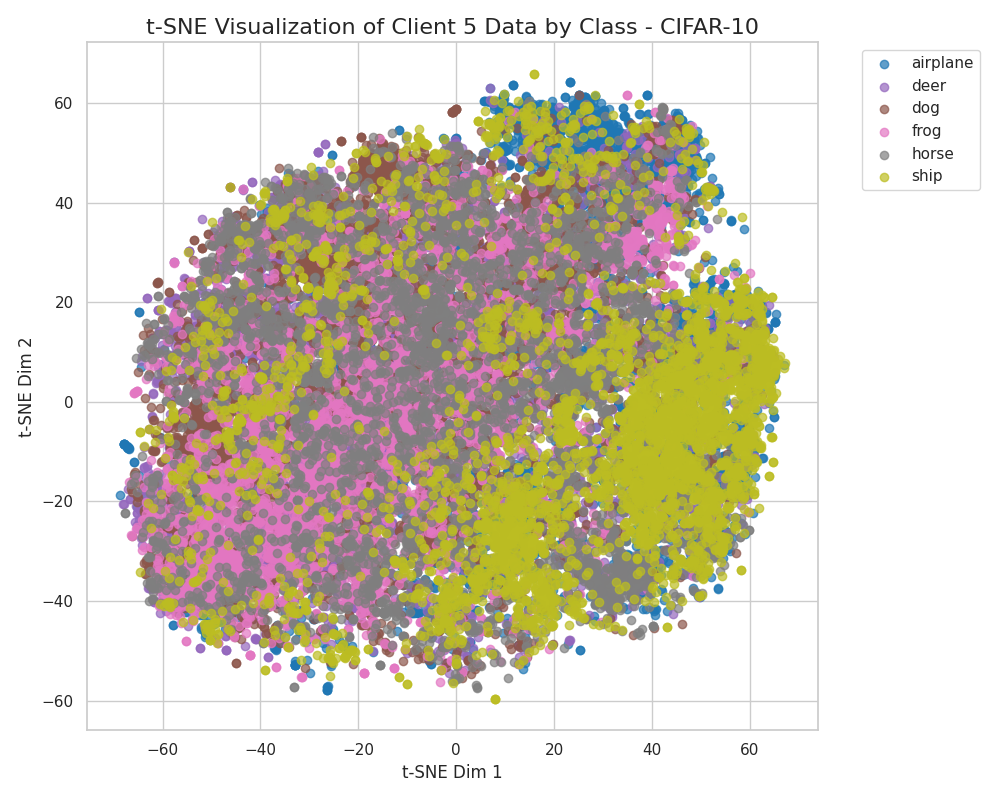 t-SNE Visualization of Client 5 Data by Class - CIFAR-10
airplane
deer
dog
frog
horse
ship
60
40
20
0
−20
−40
−60
t-SNE Dim 2
−60 −40 −20 0 20 40 60
t-SNE Dim 1